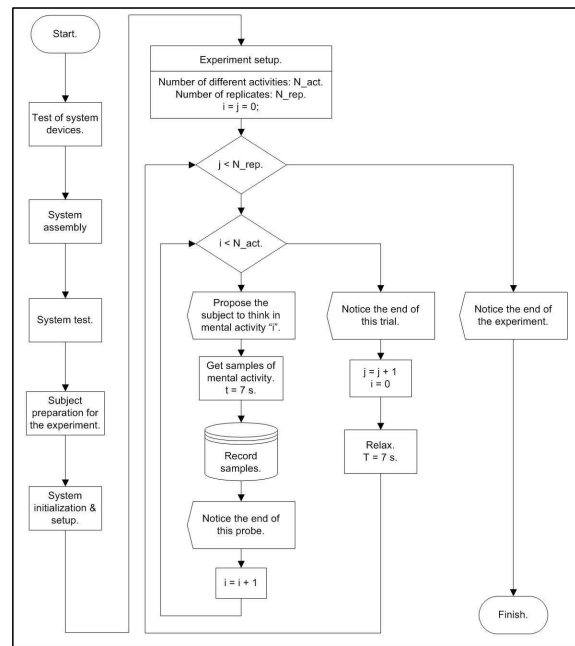 Start.
Test of system
devices.
System
assembly
System test.
Subject
preparation for
the experiment.
System
initialization &
setup.
Experiment setup.
Number of different activities: N_act.
Number of replicates: N_rep.
i = j = 0;
j < N_rep.
i < N_act.
Propose the
subject to think in
mental activity “i”.
Get samples of
mental activity.
t = 7 s.
Record
samples.
Notice the end of
this probe.
i = i + 1
Notice the end of
this trial.
j = j + 1
i = 0
Relax.
T = 7 s.
Notice the end of
the experiment.
Finish.